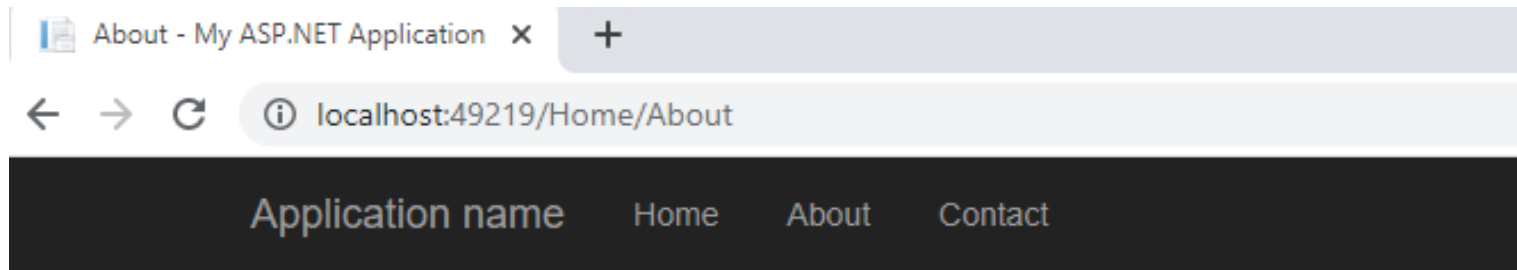 About - My ASP.NET Application
localhost:49219/Home/About
Application name Home About Contact